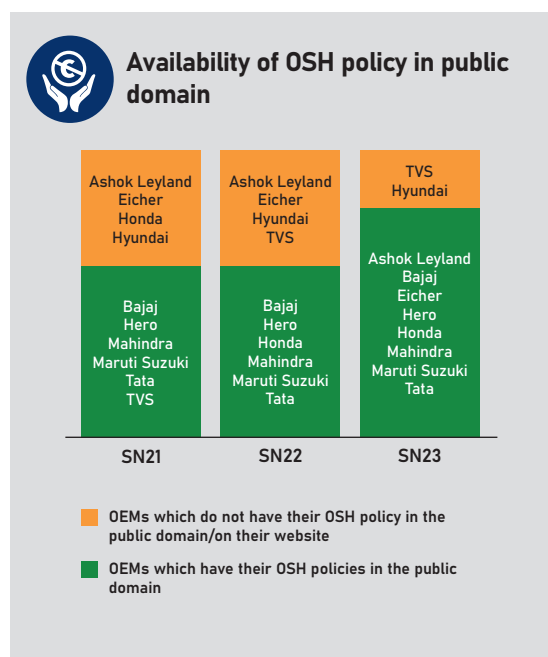 Availability of OSH policy in public
domain
Ashok Leyland
Eicher
Honda
Hyundai
Bajaj
Hero
Mahindra
Maruti Suzuki
Tata
TVS
Ashok Leyland
Eicher
Hyundai
TVS
Bajaj
Hero
Honda
Mahindra
Maruti Suzuki
Tata
TVS
Hyundai
Ashok Leyland
Bajaj
Eicher
Hero
Honda
Mahindra
Maruti Suzuki
Tata
SN21
SN22
SN23
OEMs which do not have their OSH policy in the
public domain/on their website
OEMs which have their OSH policies in the public
domain